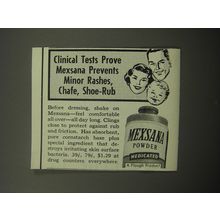 Clinical Tests Prove
Mexsana Prevents
Minor Rashes,
Chafe, Shoe-Rub
Before dressing, shake on
Mexsana—feel comfortable
all over—all day long. Clings
close to protect against rub
and friction. Has absorbent,
pure cornstarch base plus
special ingredient that de-
stroys irritating skin surface
bacteria. 39¢, 79¢, $1.29 at
drug counters everywhere
MEXSANA
POWDER
MEDICATED
A Plough Product